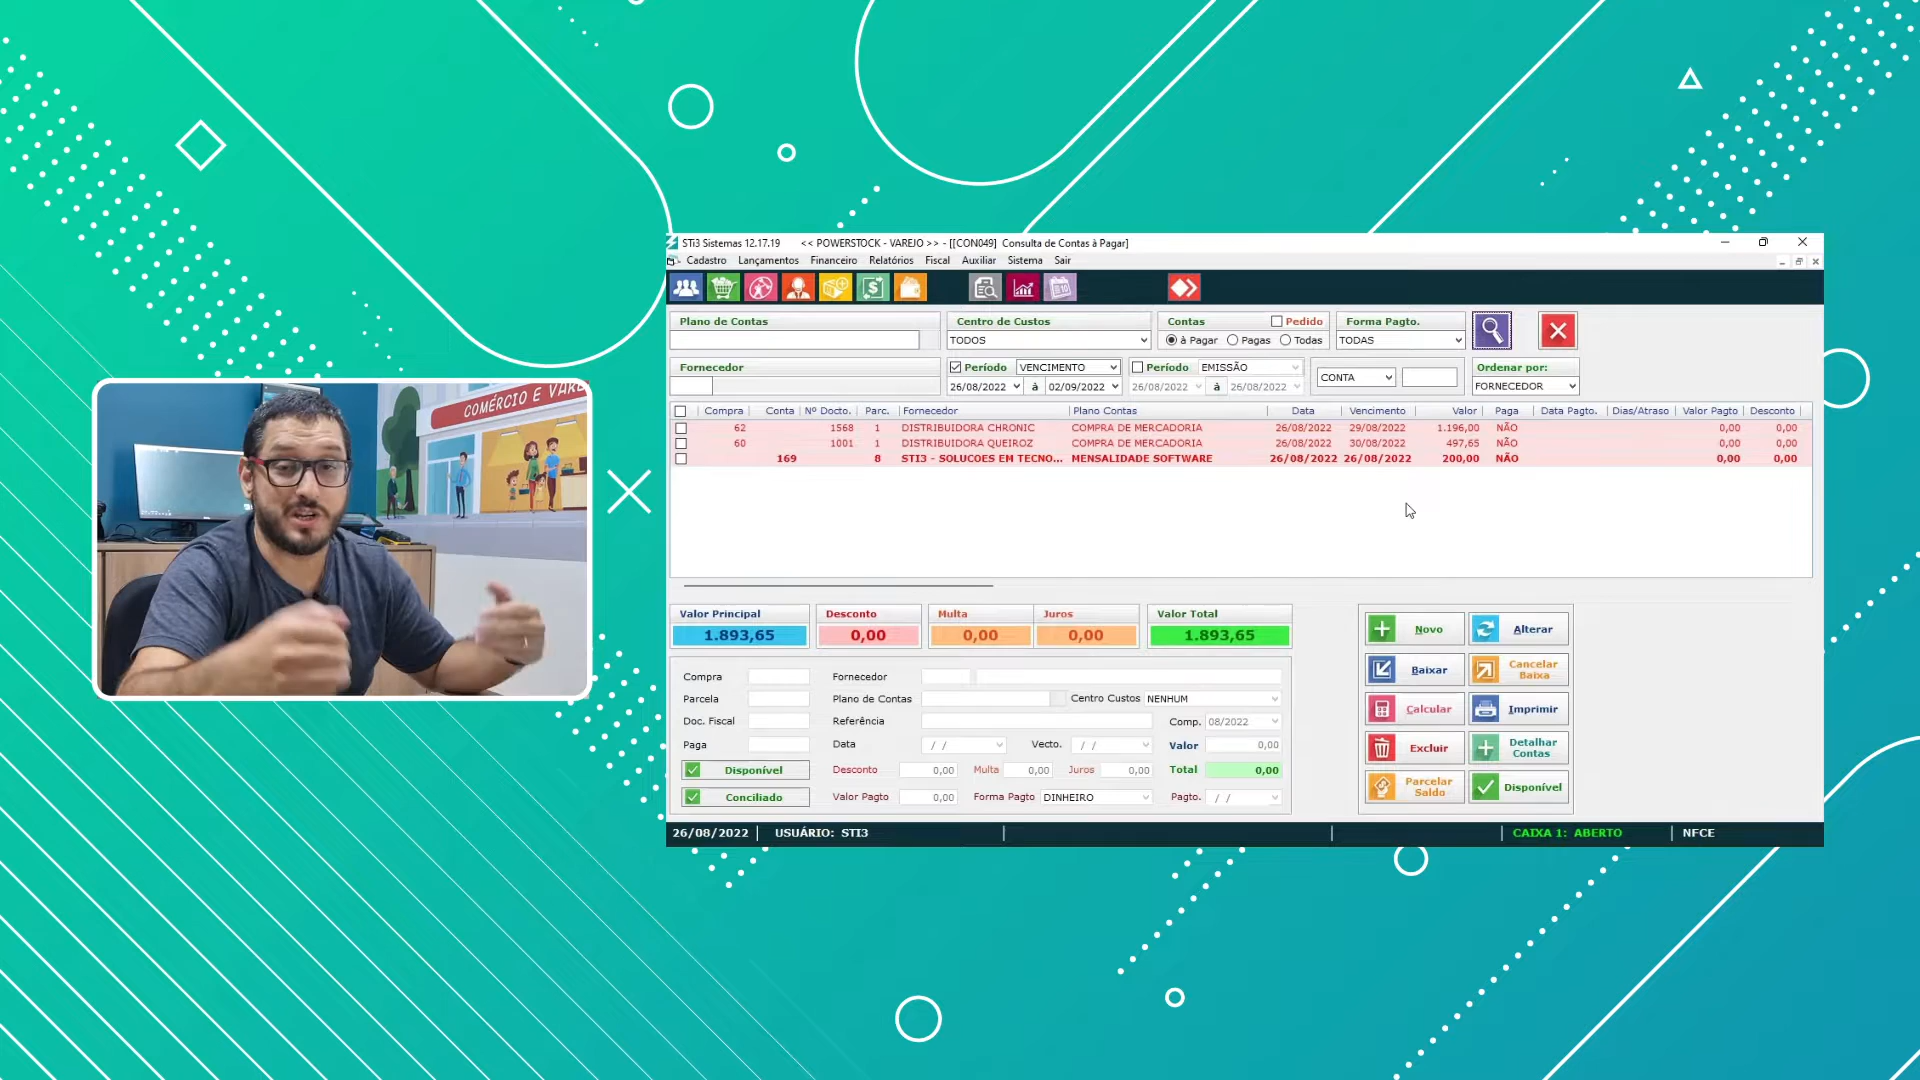 COMÉRCIO E VARE
STi3 Sistemas 12.17.19 << POWERSTOCK - VAREJO >> - [[CON049] Consulta de Contas à Pagar]
Cadastro Lançamentos Financeiro Relatórios Fiscal Auxiliar Sistema Sair
Plano de Contas Centro de Custos Contas Pedido Forma Pagto.
TODOS à Pagar Pagas Todas TODAS
Fornecedor Período VENCIMENTO Período EMISSÃO Ordenar por:
26/08/2022 à 02/09/2022 26/08/2022 à 26/08/2022 CONTA FORNECEDOR
Compra Conta Nº Docto. Parc. Fornecedor Plano Contas Data Vencimento Valor Paga Data Pagto. Dias/Atraso Valor Pagto Desconto
62 1568 1 DISTRIBUIDORA CHRONIC COMPRA DE MERCADORIA 26/08/2022 29/08/2022 1.196,00 NÃO 0,00 0,00
60 1001 1 DISTRIBUIDORA QUEIROZ COMPRA DE MERCADORIA 26/08/2022 30/08/2022 497,65 NÃO 0,00 0,00
169 8 STI3 - SOLUCOES EM TECNO... MENSALIDADE SOFTWARE 26/08/2022 26/08/2022 200,00 NÃO 0,00 0,00
Valor Principal Desconto Multa Juros Valor Total
1.893,65 0,00 0,00 0,00 1.893,65
Novo Alterar
Baixar Cancelar Baixa
Calcular Imprimir
Excluir Detalhar Contas
Parcelar Saldo Disponível
Compra Fornecedor
Parcela Plano de Contas Centro Custos NENHUM
Doc. Fiscal Referência Comp. 08/2022
Paga Data / / Vecto. / / Valor 0,00
Disponível Desconto 0,00 Multa 0,00 Juros 0,00 Total 0,00
Conciliado Valor Pagto 0,00 Forma Pagto DINHEIRO Pagto. / /
26/08/2022 USUÁRIO: STI3 CAIXA 1: ABERTO NFCE